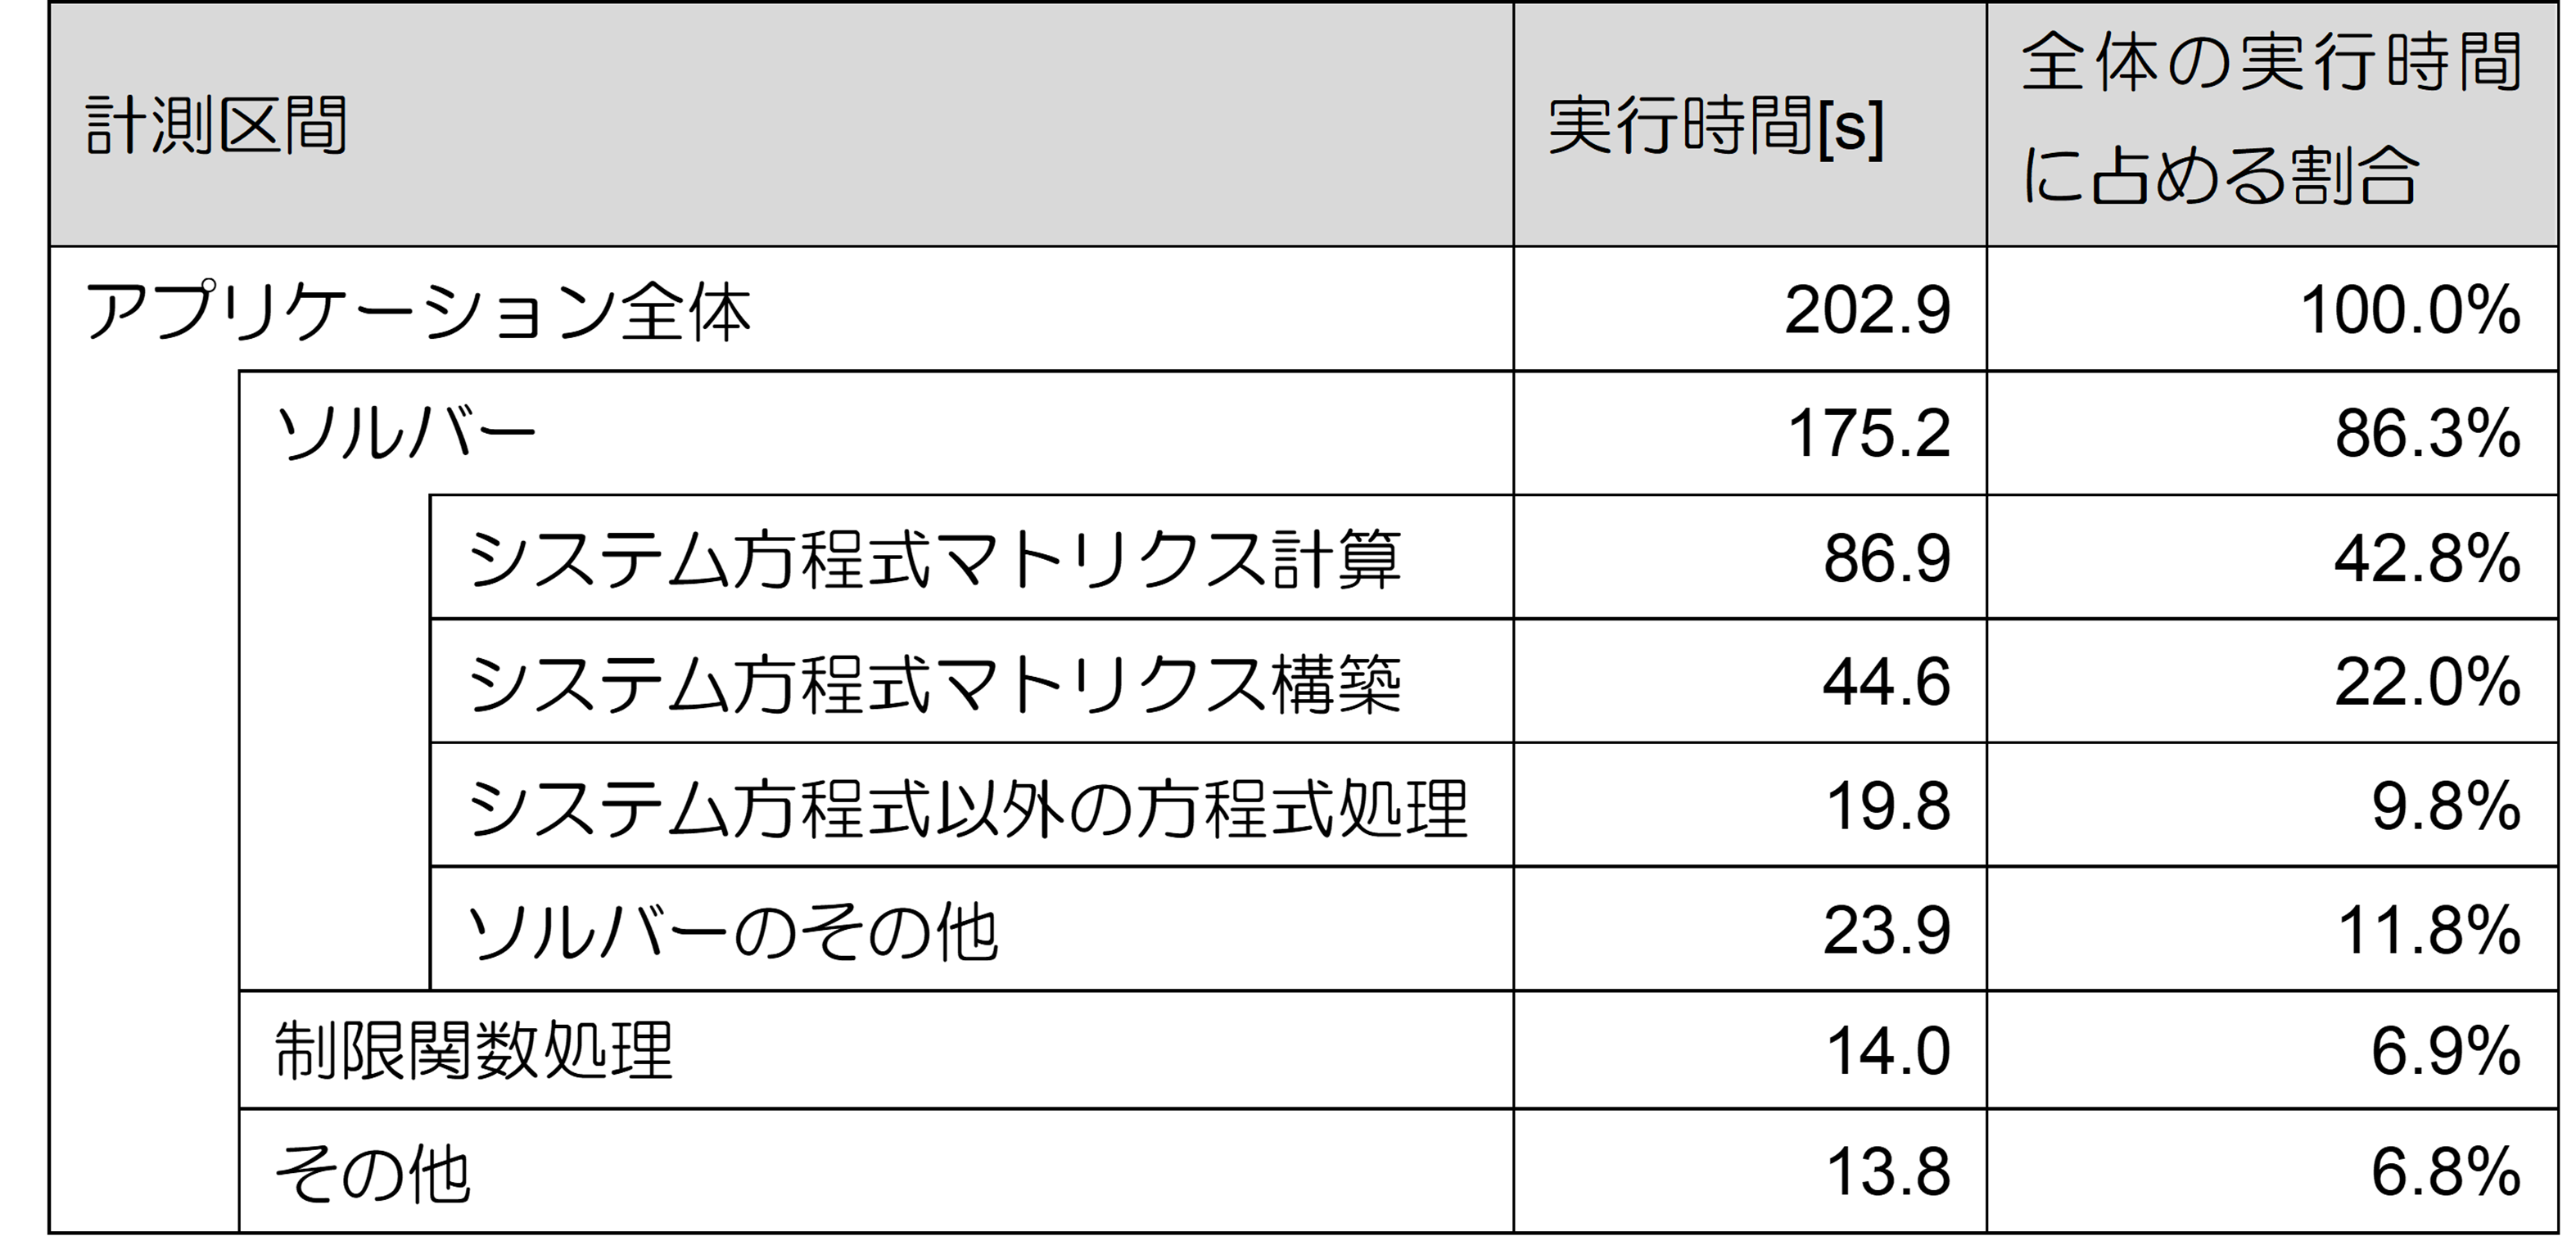 計測区間 実行時間[s] 全体の実行時間
に占める割合
アプリケーション全体 202.9 100.0%
ソルバー 175.2 86.3%
システム方程式マトリクス計算 86.9 42.8%
システム方程式マトリクス構築 44.6 22.0%
システム方程式以外の方程式処理 19.8 9.8%
ソルバーのその他 23.9 11.8%
制限関数処理 14.0 6.9%
その他 13.8 6.8%